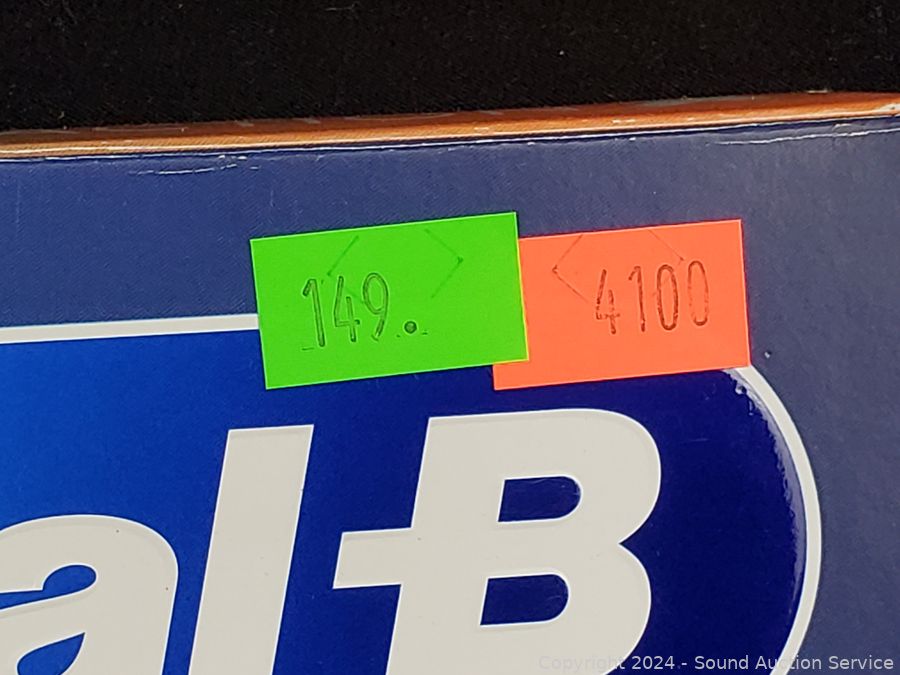 149.
4100
al-B
Copyright 2024 - Sound Auction Service